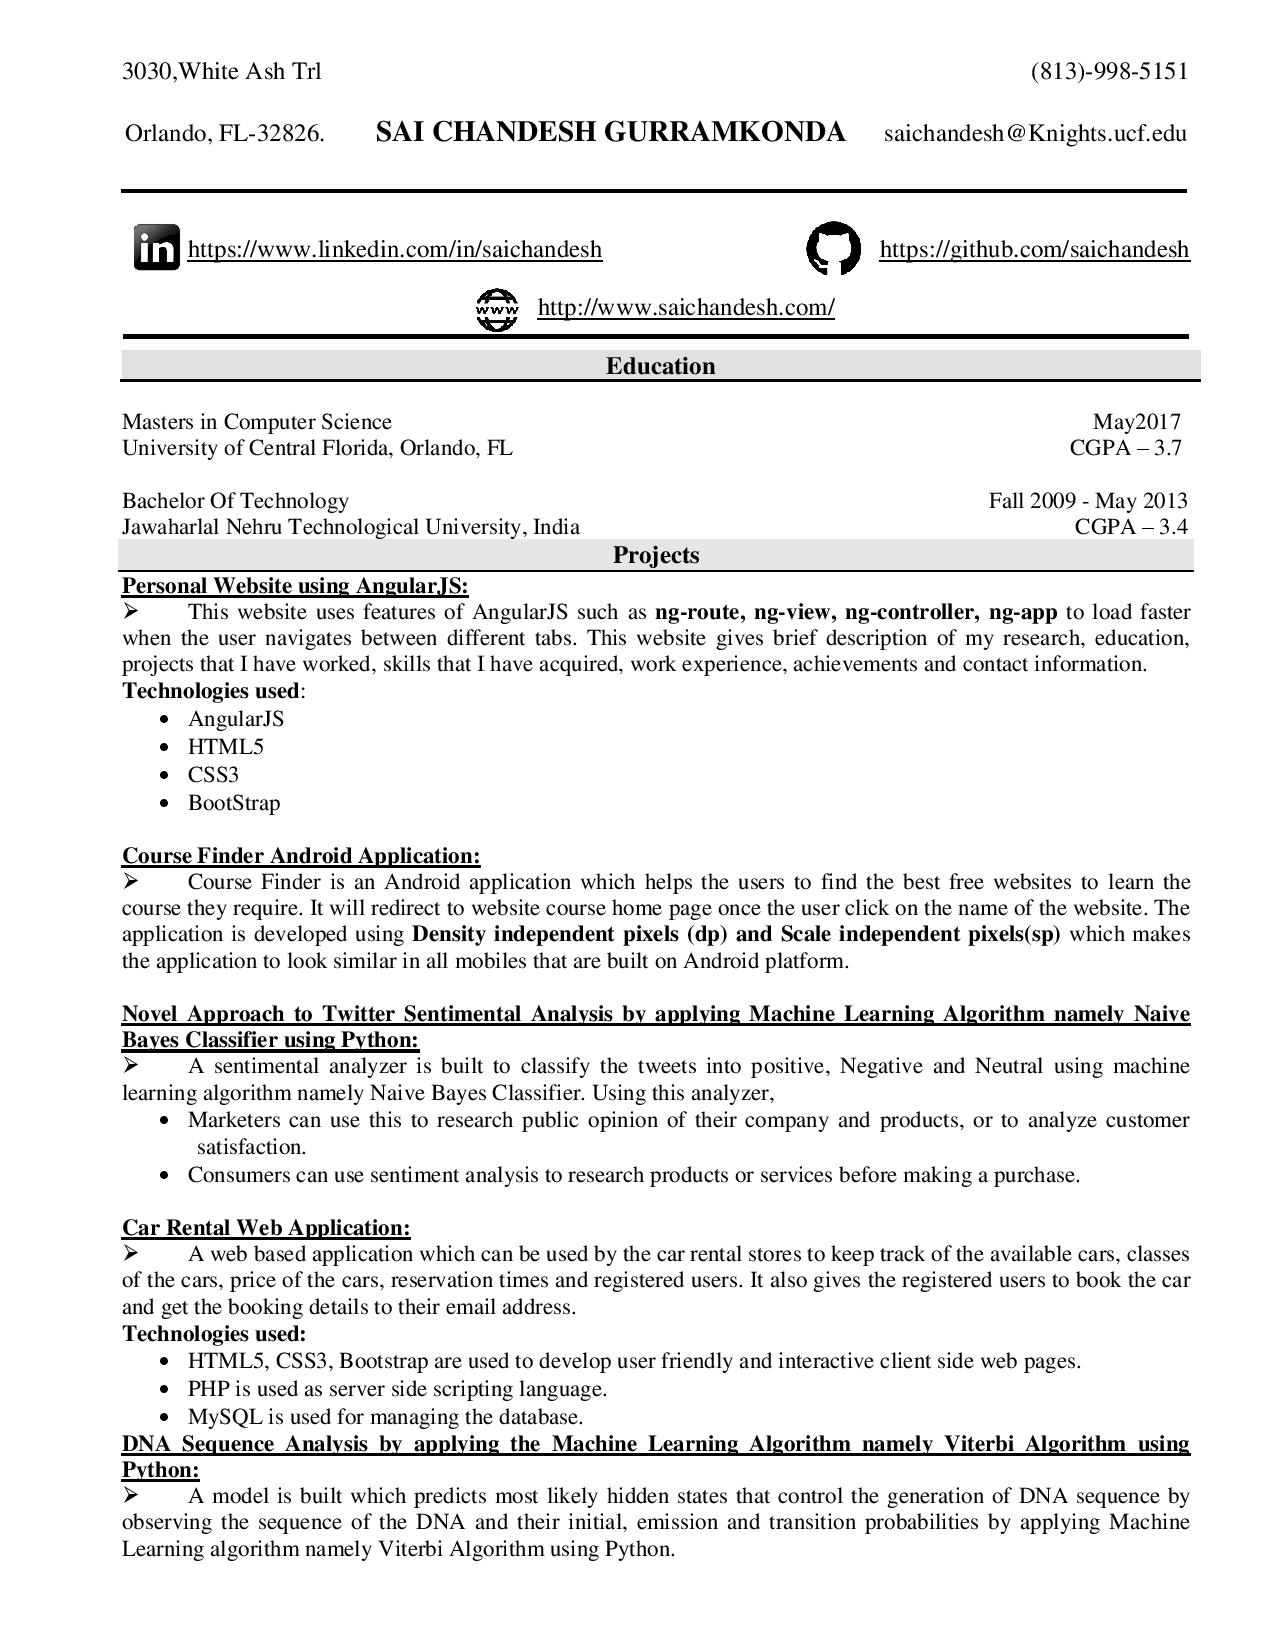 3030,White Ash Trl (813)-998-5151
Orlando, FL-32826. SAI CHANDESH GURRAMKONDA saichandesh@Knights.ucf.edu
in https://www.linkedin.com/in/saichandesh https://github.com/saichandesh
www http://www.saichandesh.com/
Education
Masters in Computer Science May2017
University of Central Florida, Orlando, FL CGPA – 3.7
Bachelor Of Technology Fall 2009 - May 2013
Jawaharlal Nehru Technological University, India CGPA – 3.4
Projects
Personal Website using AngularJS:
➢ This website uses features of AngularJS such as ng-route, ng-view, ng-controller, ng-app to load faster
when the user navigates between different tabs. This website gives brief description of my research, education,
projects that I have worked, skills that I have acquired, work experience, achievements and contact information.
Technologies used:
• AngularJS
• HTML5
• CSS3
• BootStrap
Course Finder Android Application:
➢ Course Finder is an Android application which helps the users to find the best free websites to learn the
course they require. It will redirect to website course home page once the user click on the name of the website. The
application is developed using Density independent pixels (dp) and Scale independent pixels(sp) which makes
the application to look similar in all mobiles that are built on Android platform.
Novel Approach to Twitter Sentimental Analysis by applying Machine Learning Algorithm namely Naive
Bayes Classifier using Python:
➢ A sentimental analyzer is built to classify the tweets into positive, Negative and Neutral using machine
learning algorithm namely Naive Bayes Classifier. Using this analyzer,
• Marketers can use this to research public opinion of their company and products, or to analyze customer
satisfaction.
• Consumers can use sentiment analysis to research products or services before making a purchase.
Car Rental Web Application:
➢ A web based application which can be used by the car rental stores to keep track of the available cars, classes
of the cars, price of the cars, reservation times and registered users. It also gives the registered users to book the car
and get the booking details to their email address.
Technologies used:
• HTML5, CSS3, Bootstrap are used to develop user friendly and interactive client side web pages.
• PHP is used as server side scripting language.
• MySQL is used for managing the database.
DNA Sequence Analysis by applying the Machine Learning Algorithm namely Viterbi Algorithm using
Python:
➢ A model is built which predicts most likely hidden states that control the generation of DNA sequence by
observing the sequence of the DNA and their initial, emission and transition probabilities by applying Machine
Learning algorithm namely Viterbi Algorithm using Python.